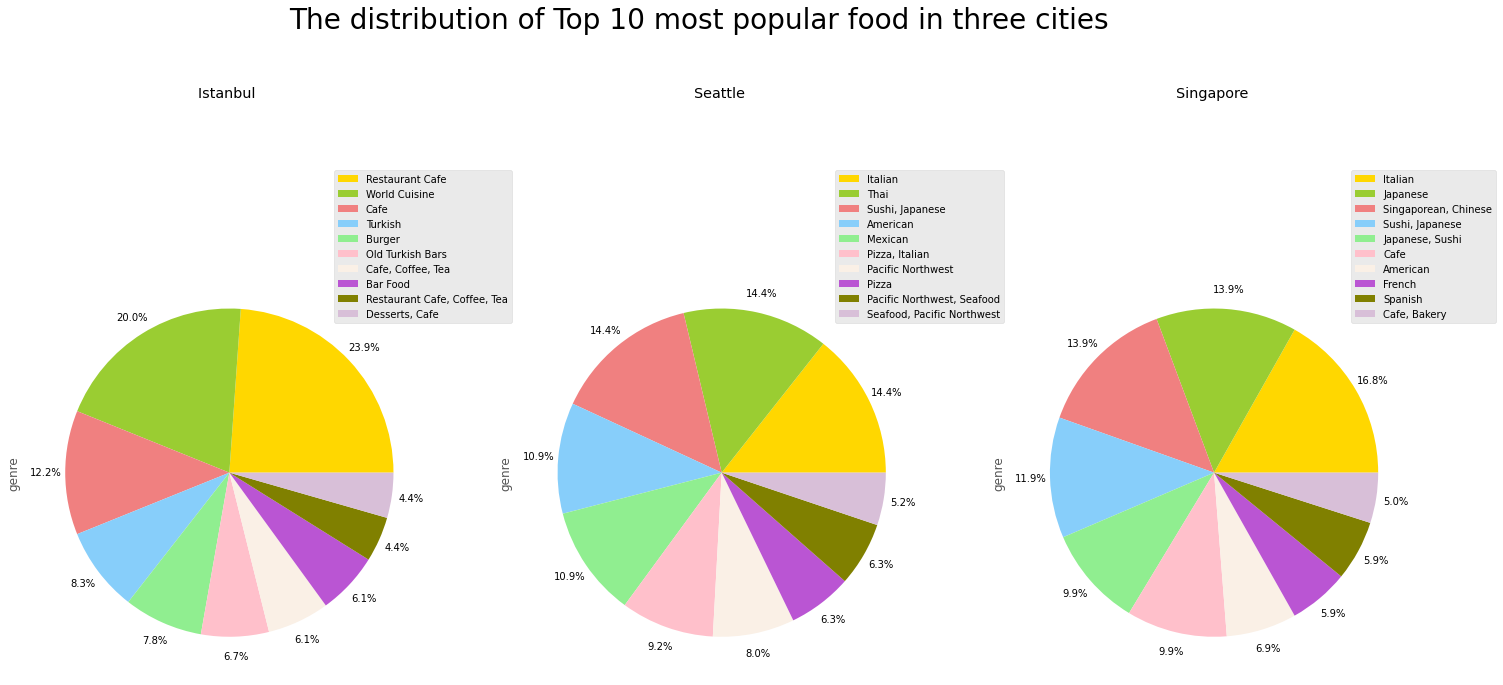 The distribution of Top 10 most popular food in three cities
Istanbul
Restaurant Cafe
World Cuisine
Cafe
Turkish
Burger
Old Turkish Bars
Cafe, Coffee, Tea
Bar Food
Restaurant Cafe, Coffee, Tea
Desserts, Cafe
23.9%
20.0%
12.2%
8.3%
7.8%
6.7%
6.1%
6.1%
4.4%
4.4%
genre
Seattle
Italian
Thai
Sushi, Japanese
American
Mexican
Pizza, Italian
Pacific Northwest
Pizza
Pacific Northwest, Seafood
Seafood, Pacific Northwest
14.4%
14.4%
14.4%
10.9%
10.9%
9.2%
8.0%
6.3%
6.3%
5.2%
genre
Singapore
Italian
Japanese
Singaporean, Chinese
Sushi, Japanese
Japanese, Sushi
Cafe
American
French
Spanish
Cafe, Bakery
16.8%
13.9%
13.9%
11.9%
9.9%
9.9%
6.9%
5.9%
5.9%
5.0%
genre